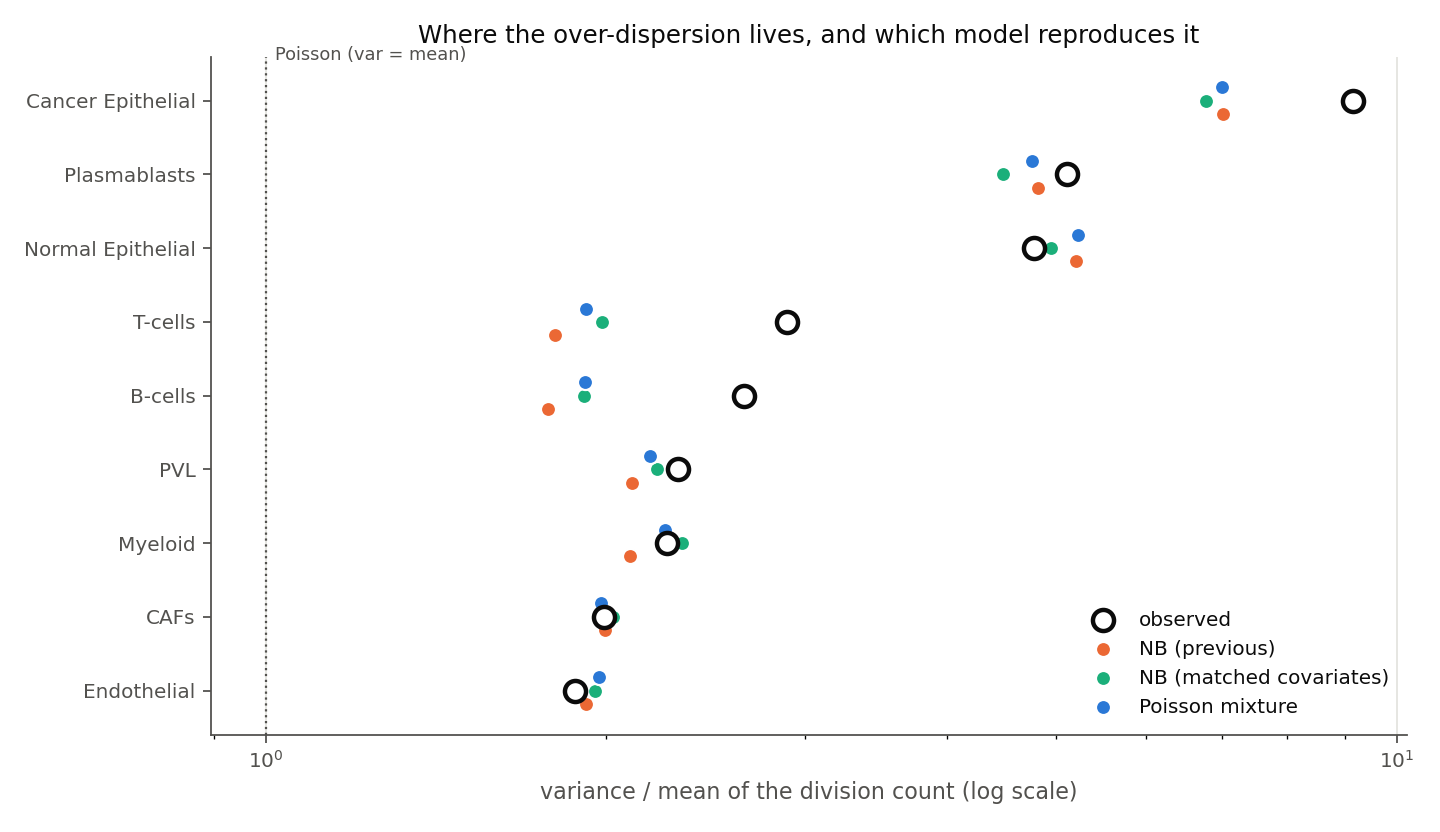 Where the over-dispersion lives, and which model reproduces it
Poisson (var = mean)
Cancer Epithelial
Plasmablasts
Normal Epithelial
T-cells
B-cells
PVL
Myeloid
CAFs
Endothelial
observed
NB (previous)
NB (matched covariates)
Poisson mixture
10⁰
10¹
variance / mean of the division count (log scale)